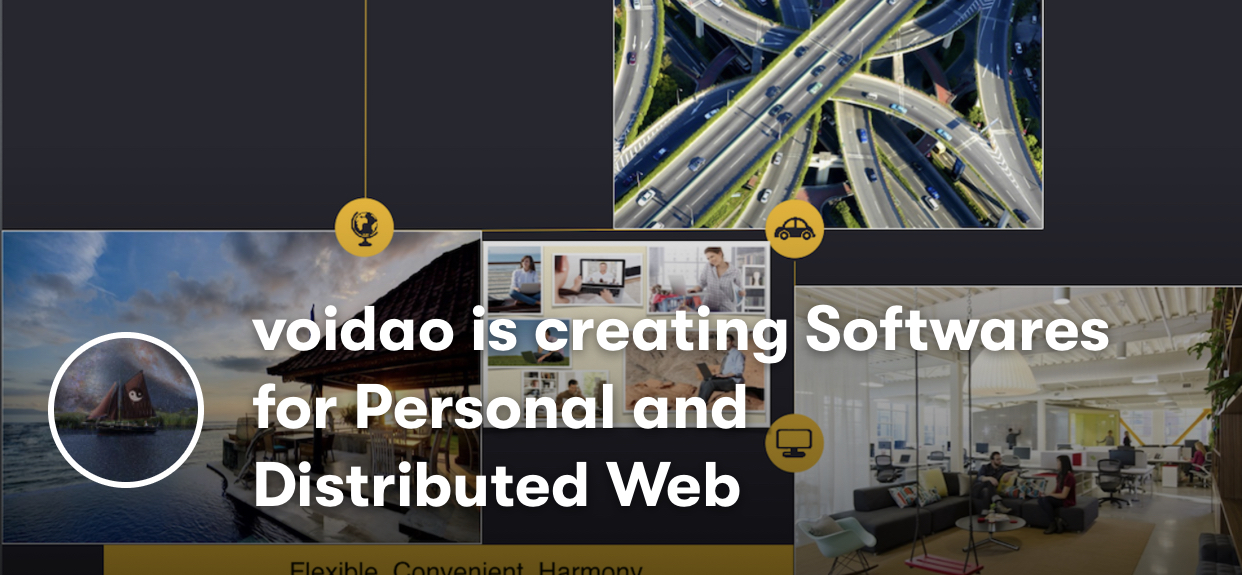 voidao is creating Softwares
for Personal and
Distributed Web
Flexible, Convenient, Harmony